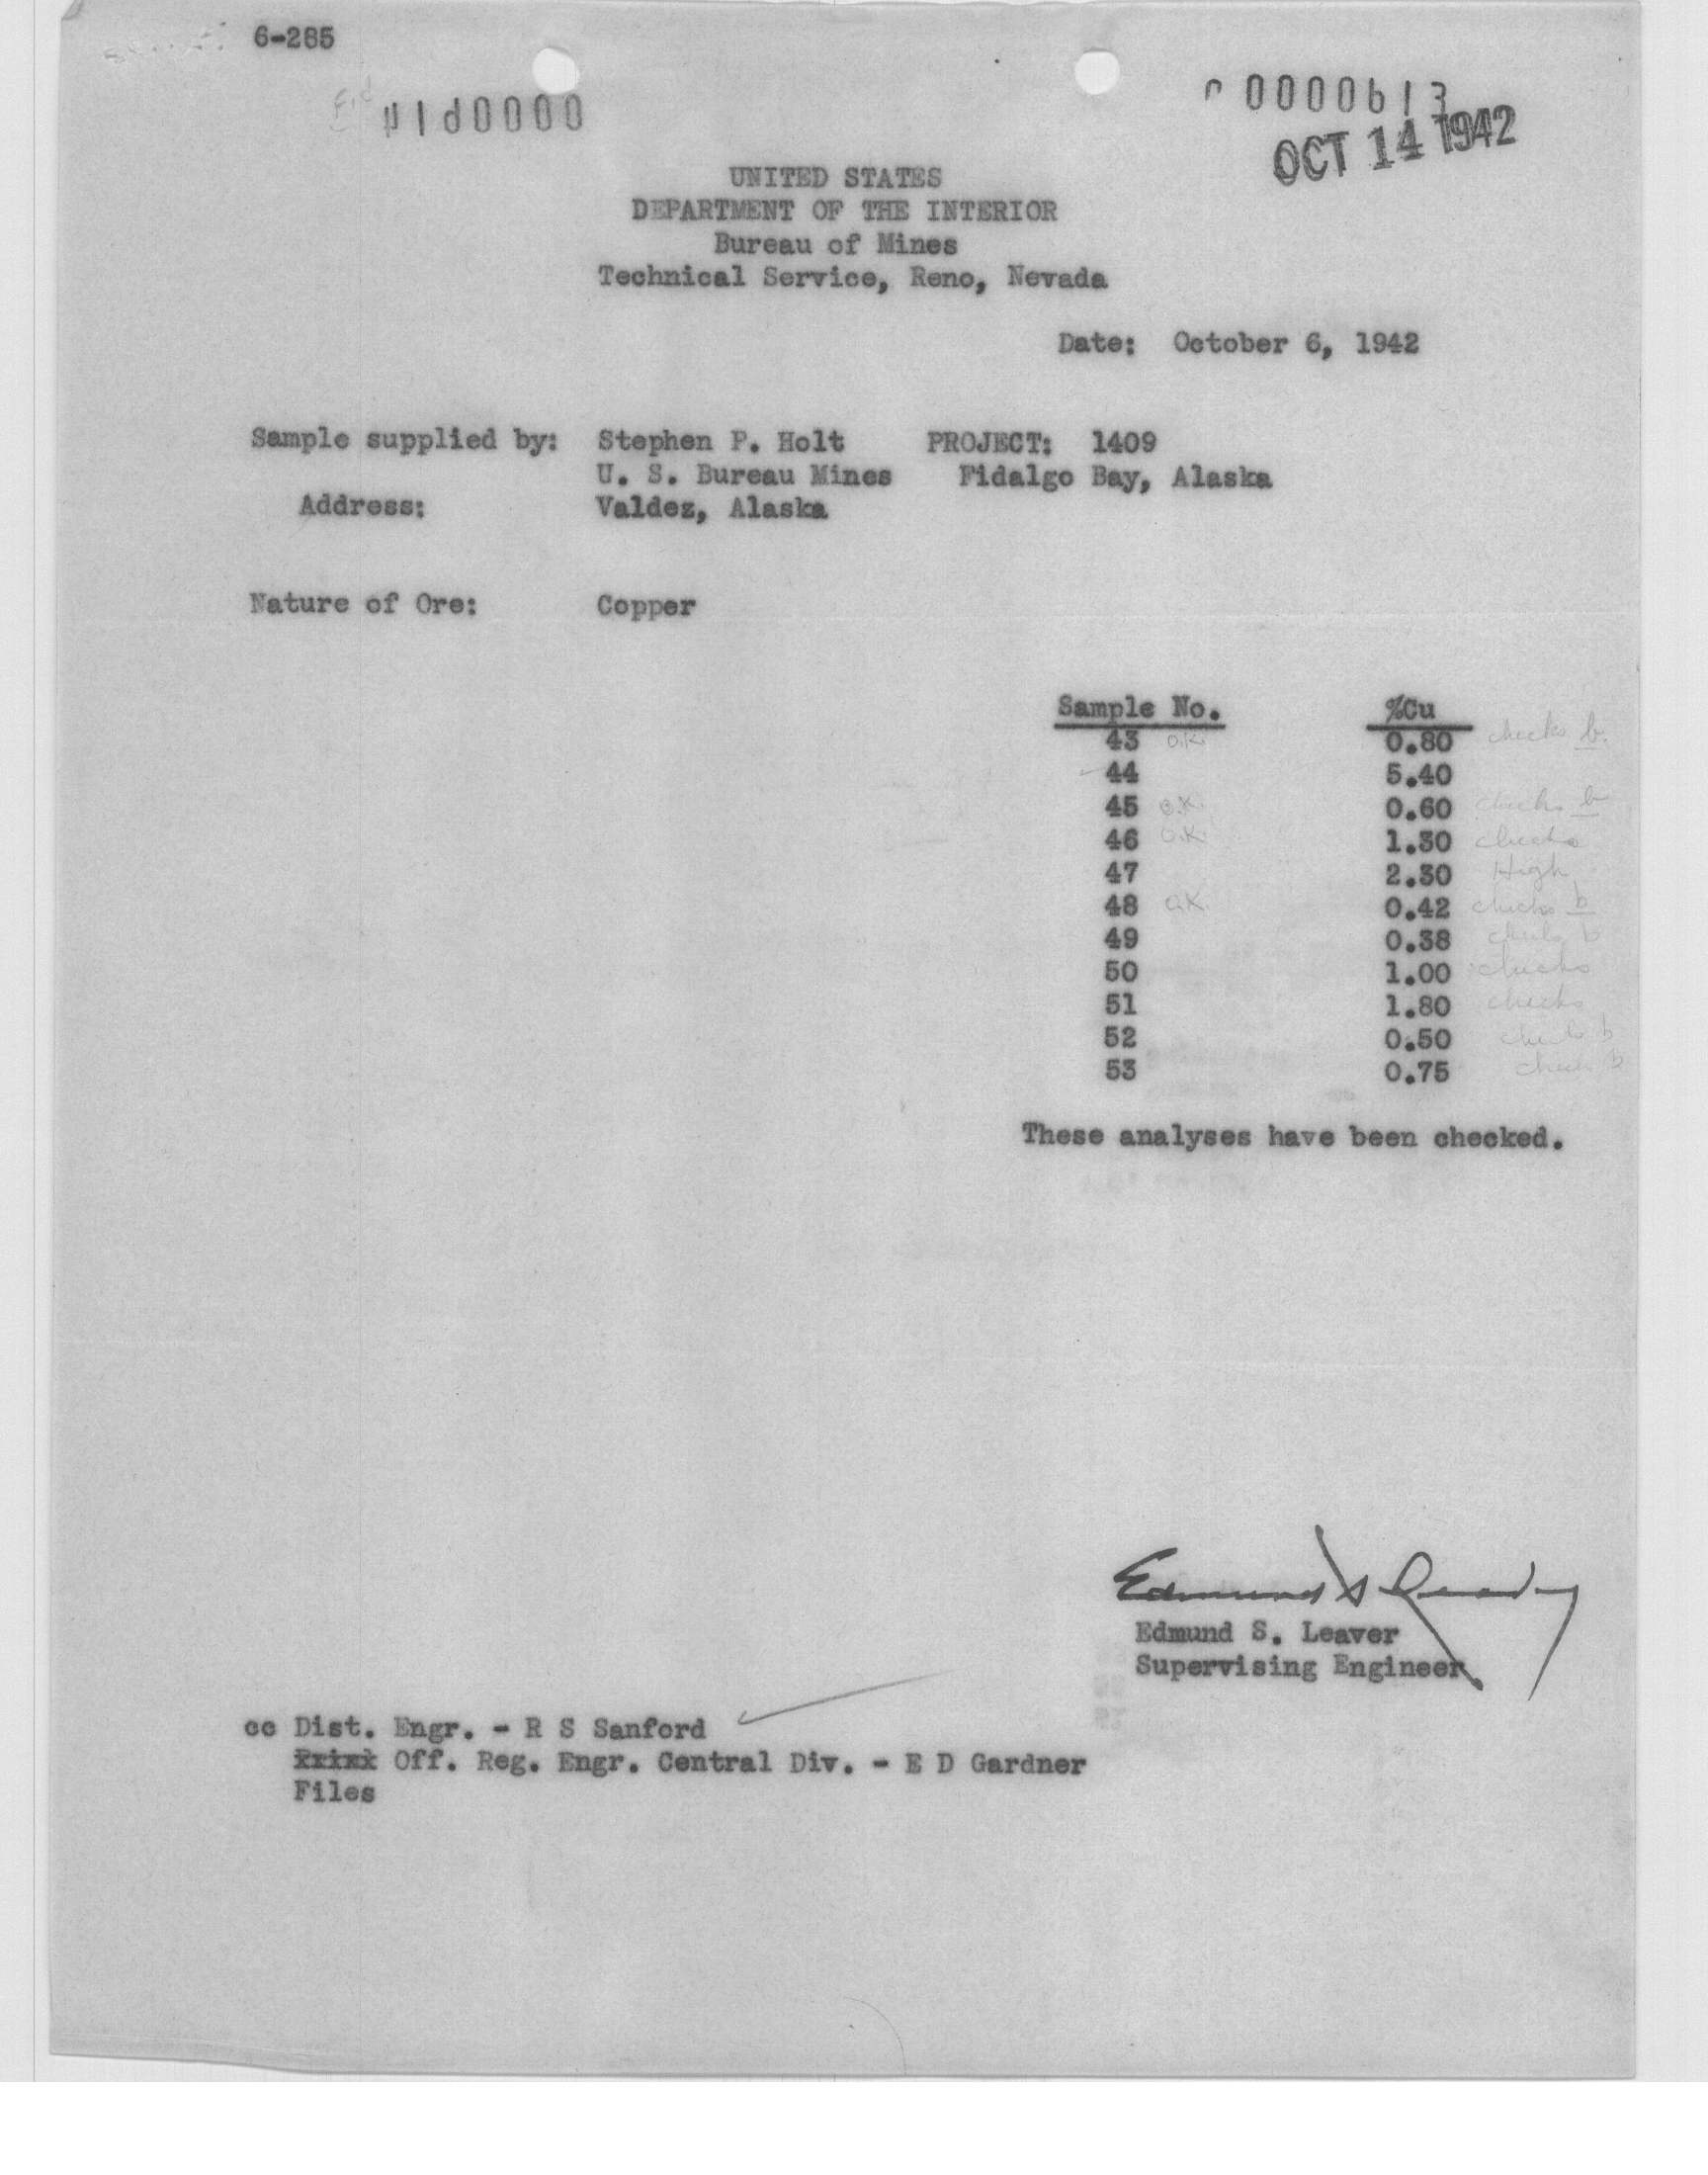 6-285
0000613
OCT 14 1942
UNITED STATES
DEPARTMENT OF THE INTERIOR
Bureau of Mines
Technical Service, Reno, Nevada
Date: October 6, 1942
Sample supplied by: Stephen P. Holt PROJECT: 1409
U. S. Bureau Mines Fidalgo Bay, Alaska
Address: Valdez, Alaska
Nature of Ore: Copper
Sample No. %Cu
43 O.K. 0.80 checks b.
44 5.40
45 O.K. 0.60 checks b
46 O.K. 1.30 checks
47 2.30 High
48 O.K. 0.42 checks b
49 0.38 checks b
50 1.00 checks
51 1.80 checks
52 0.50 checks b
53 0.75 checks b
These analyses have been checked.
Edmund S. Leaver
Edmund S. Leaver
Supervising Engineer
cc Dist. Engr. - R S Sanford
Off. Reg. Engr. Central Div. - E D Gardner
Files